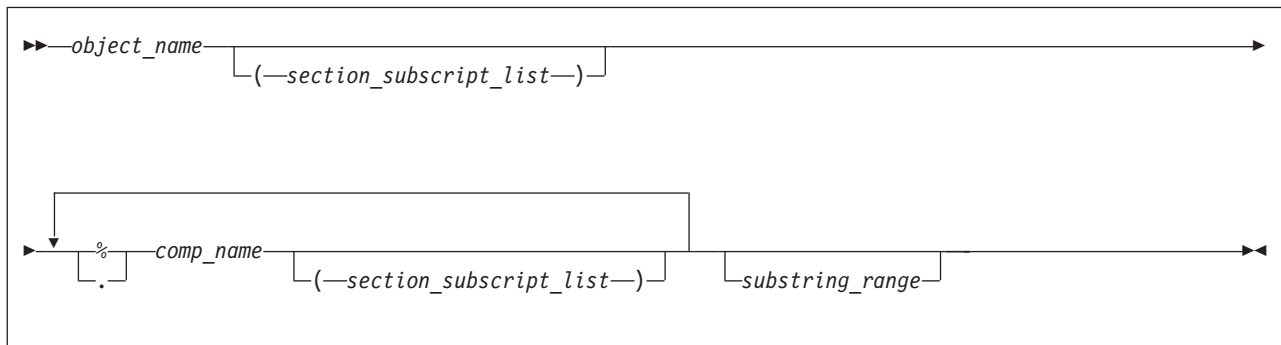 object_name
(section_subscript_list)
% comp_name
. (section_subscript_list) substring_range